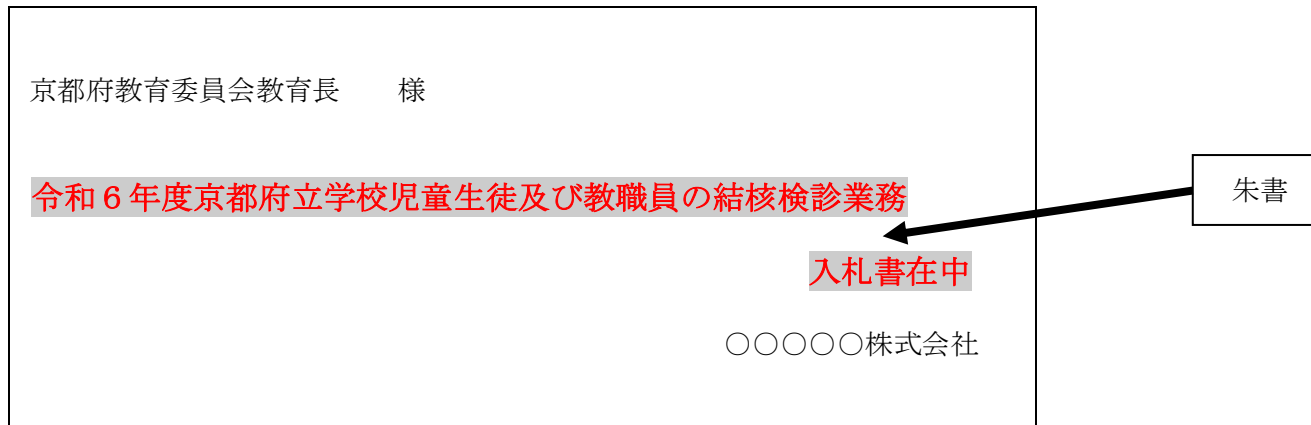 京都府教育委員会教育長　　様
令和６年度京都府立学校児童生徒及び教職員の結核検診業務
朱書
入札書在中
○○○○○株式会社